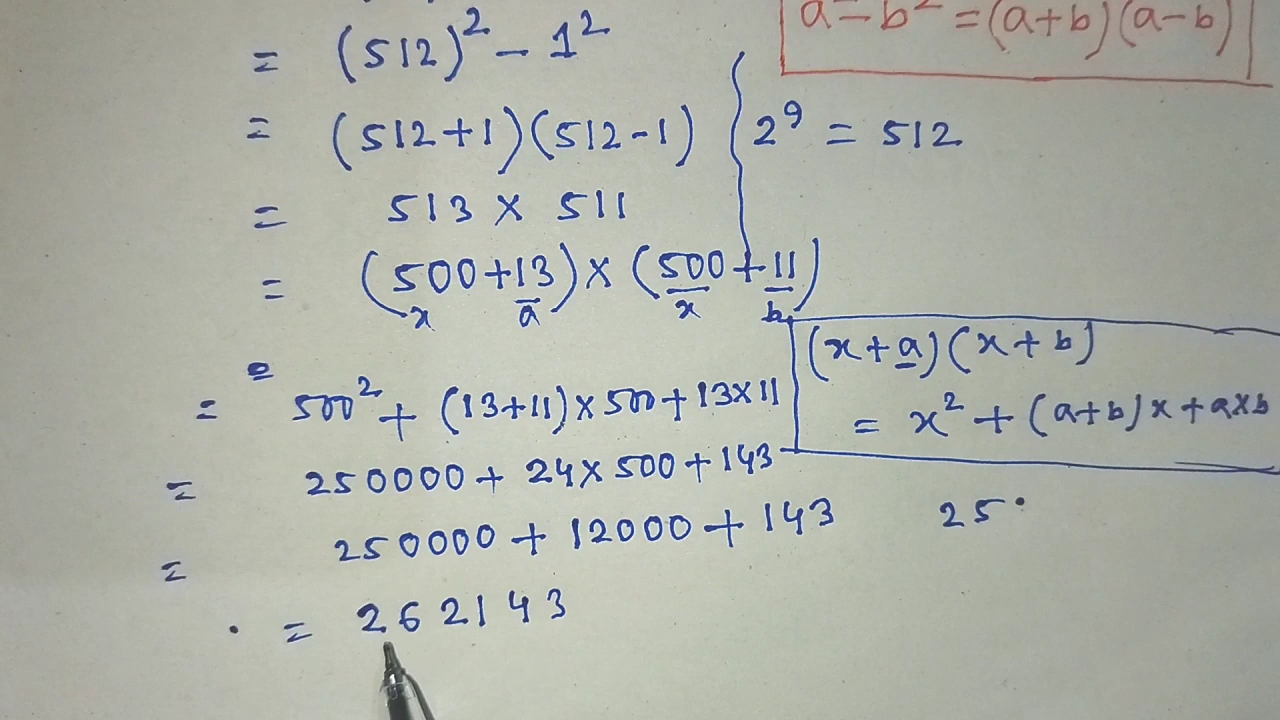 = (512)² - 1²
a - b² = (a+b)(a-b)
= (512+1)(512-1)
2⁹ = 512
= 513 × 511
= (500+13)×(500+11)
x a x b
=
(x+a)(x+b)
= x² + (a+b)x + a×b
= 500² + (13+11)×500+13×11
= 250000 + 24×500 + 143
= 250000 + 12000 + 143
25.
. = 262143